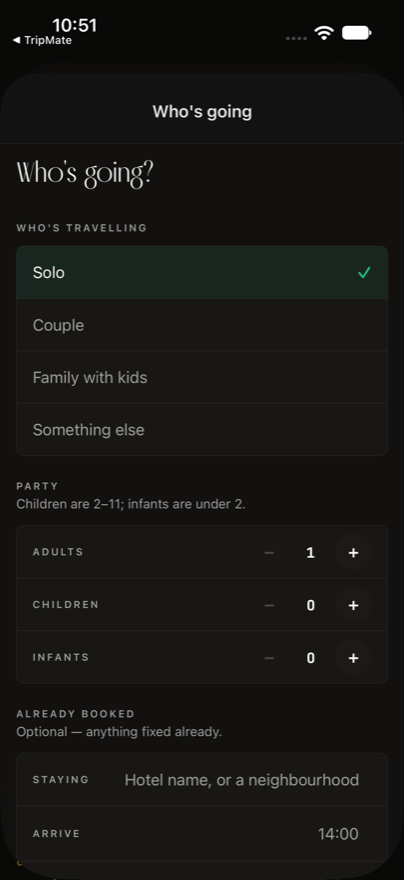 10:51
◀ TripMate
Who's going
Who's going?
WHO'S TRAVELLING
Solo
Couple
Family with kids
Something else
PARTY
Children are 2–11; infants are under 2.
ADULTS − 1 +
CHILDREN − 0 +
INFANTS − 0 +
ALREADY BOOKED
Optional — anything fixed already.
STAYING Hotel name, or a neighbourhood
ARRIVE 14:00